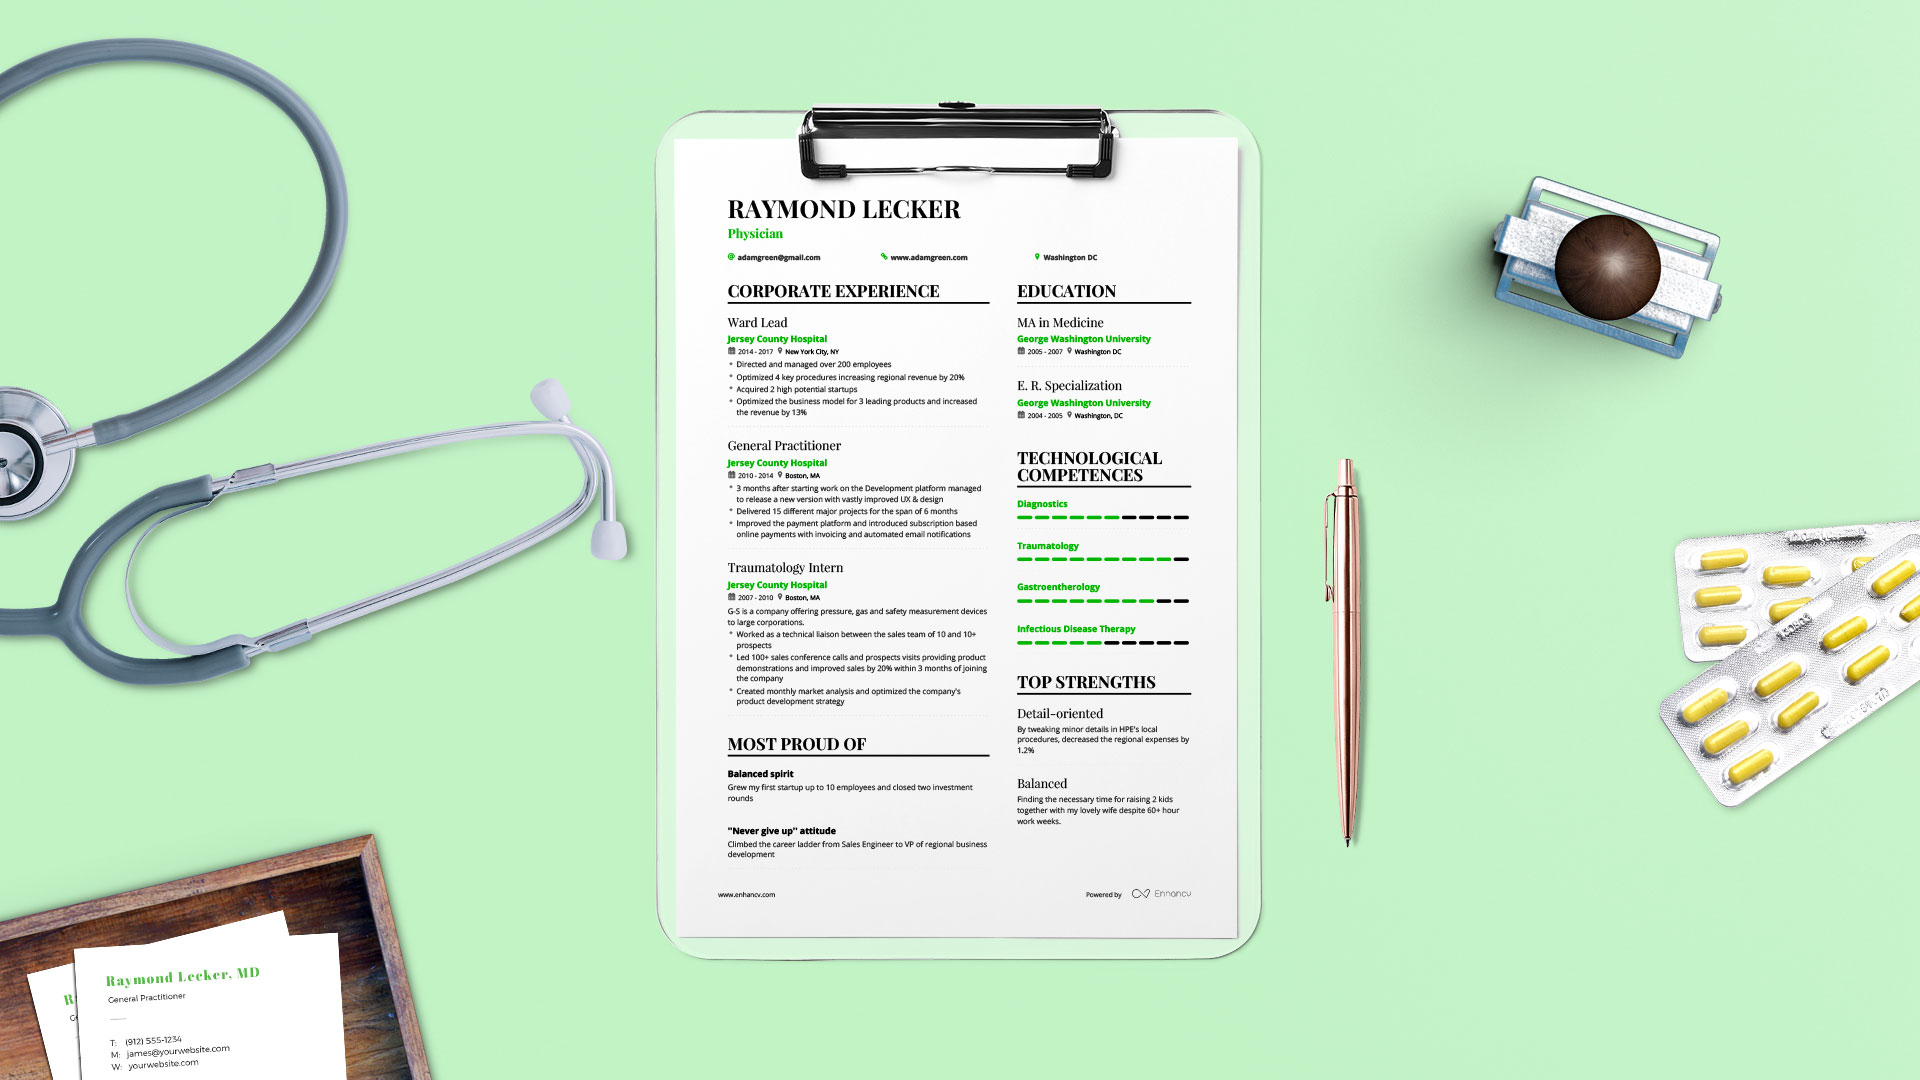 RAYMOND LECKER
Physician
adamgreen@gmail.com
www.adamgreen.com
Washington DC
CORPORATE EXPERIENCE
Ward Lead
Jersey County Hospital
2014 - 2017 New York City, NY
Directed and managed over 200 employees
Optimized 4 key procedures increasing regional revenue by 20%
Acquired 2 high potential startups
Optimized the business model for 3 leading products and increased
the revenue by 13%
General Practitioner
Jersey County Hospital
2010 - 2014 Boston, MA
3 months after starting work on the Development platform managed
to release a new version with vastly improved UX & design
Delivered 15 different major projects for the span of 6 months
Improved the payment platform and introduced subscription based
online payments with invoicing and automated email notifications
Traumatology Intern
Jersey County Hospital
2007 - 2010 Boston, MA
G-S is a company offering pressure, gas and safety measurement devices
to large corporations.
Worked as a technical liaison between the sales team of 10 and 10+
prospects
Led 100+ sales conference calls and prospects visits providing product
demonstrations and improved sales by 20% within 3 months of joining
the company
Created monthly market analysis and optimized the company's
product development strategy
MOST PROUD OF
Balanced spirit
Grew my first startup up to 10 employees and closed two investment
rounds
"Never give up" attitude
Climbed the career ladder from Sales Engineer to VP of regional business
development
EDUCATION
MA in Medicine
George Washington University
2005 - 2007 Washington DC
E. R. Specialization
George Washington University
2004 - 2005 Washington, DC
TECHNOLOGICAL
COMPETENCES
Diagnostics
Traumatology
Gastroentherology
Infectious Disease Therapy
TOP STRENGTHS
Detail-oriented
By tweaking minor details in HPE's local
procedures, decreased the regional expenses by
1.2%
Balanced
Finding the necessary time for raising 2 kids
together with my lovely wife despite 60+ hour
work weeks.
www.enhancv.com
Powered by Enhancv
Raymond Lecker, MD
General Practitioner
T: (912) 555-1234
M: james@yourwebsite.com
W: yourwebsite.com